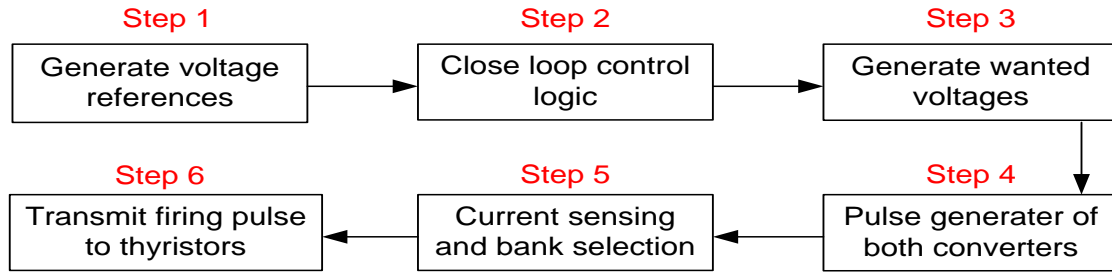 Step 1
Generate voltage
references
Step 2
Close loop control
logic
Step 3
Generate wanted
voltages
Step 4
Pulse generater of
both converters
Step 5
Current sensing
and bank selection
Step 6
Transmit firing pulse
to thyristors